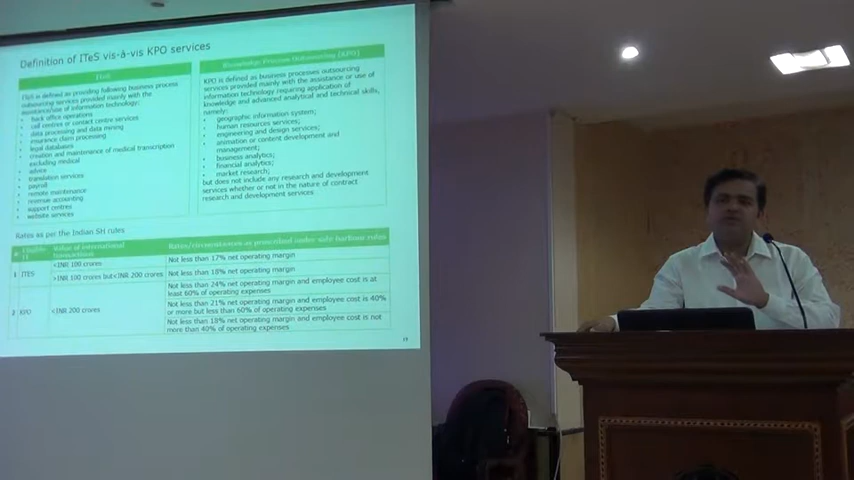 Definition of ITeS vis-à-vis KPO services
ITeS
ITeS is defined as providing following business process
outsourcing services provided mainly with the
assistance/use of information technology:
• back office operations
• call centres or contact centre services
• data processing and data mining
• insurance claim processing
• legal databases
• creation and maintenance of medical transcription
excluding medical
• advice
• translation services
• payroll
• remote maintenance
• revenue accounting
• support centres
• website services
Knowledge Process Outsourcing (KPO)
KPO is defined as business processes outsourcing
services provided mainly with the assistance or use of
information technology requiring application of
knowledge and advanced analytical and technical skills,
namely:
• geographic information system;
• human resources services;
• engineering and design services;
• animation or content development and
management;
• business analytics;
• financial analytics;
• market research;
but does not include any research and development
services whether or not in the nature of contract
research and development services
Rates as per the Indian SH rules
# Value of international
transactions
Rates/circumstances as prescribed under safe harbour rules
1 ITES
<INR 100 crores
Not less than 17% net operating margin
>INR 100 crores but<INR 200 crores
Not less than 18% net operating margin
2 KPO
<INR 200 crores
Not less than 24% net operating margin and employee cost is at
least 60% of operating expenses
Not less than 21% net operating margin and employee cost is 40%
or more but less than 60% of operating expenses
Not less than 18% net operating margin and employee cost is not
more than 40% of operating expenses